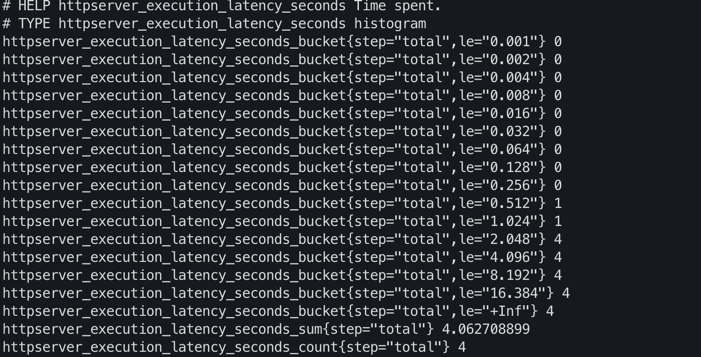 # HELP httpserver_execution_latency_seconds Time spent.
# TYPE httpserver_execution_latency_seconds histogram
httpserver_execution_latency_seconds_bucket{step="total",le="0.001"} 0
httpserver_execution_latency_seconds_bucket{step="total",le="0.002"} 0
httpserver_execution_latency_seconds_bucket{step="total",le="0.004"} 0
httpserver_execution_latency_seconds_bucket{step="total",le="0.008"} 0
httpserver_execution_latency_seconds_bucket{step="total",le="0.016"} 0
httpserver_execution_latency_seconds_bucket{step="total",le="0.032"} 0
httpserver_execution_latency_seconds_bucket{step="total",le="0.064"} 0
httpserver_execution_latency_seconds_bucket{step="total",le="0.128"} 0
httpserver_execution_latency_seconds_bucket{step="total",le="0.256"} 0
httpserver_execution_latency_seconds_bucket{step="total",le="0.512"} 1
httpserver_execution_latency_seconds_bucket{step="total",le="1.024"} 1
httpserver_execution_latency_seconds_bucket{step="total",le="2.048"} 4
httpserver_execution_latency_seconds_bucket{step="total",le="4.096"} 4
httpserver_execution_latency_seconds_bucket{step="total",le="8.192"} 4
httpserver_execution_latency_seconds_bucket{step="total",le="16.384"} 4
httpserver_execution_latency_seconds_bucket{step="total",le="+Inf"} 4
httpserver_execution_latency_seconds_sum{step="total"} 4.062708899
httpserver_execution_latency_seconds_count{step="total"} 4